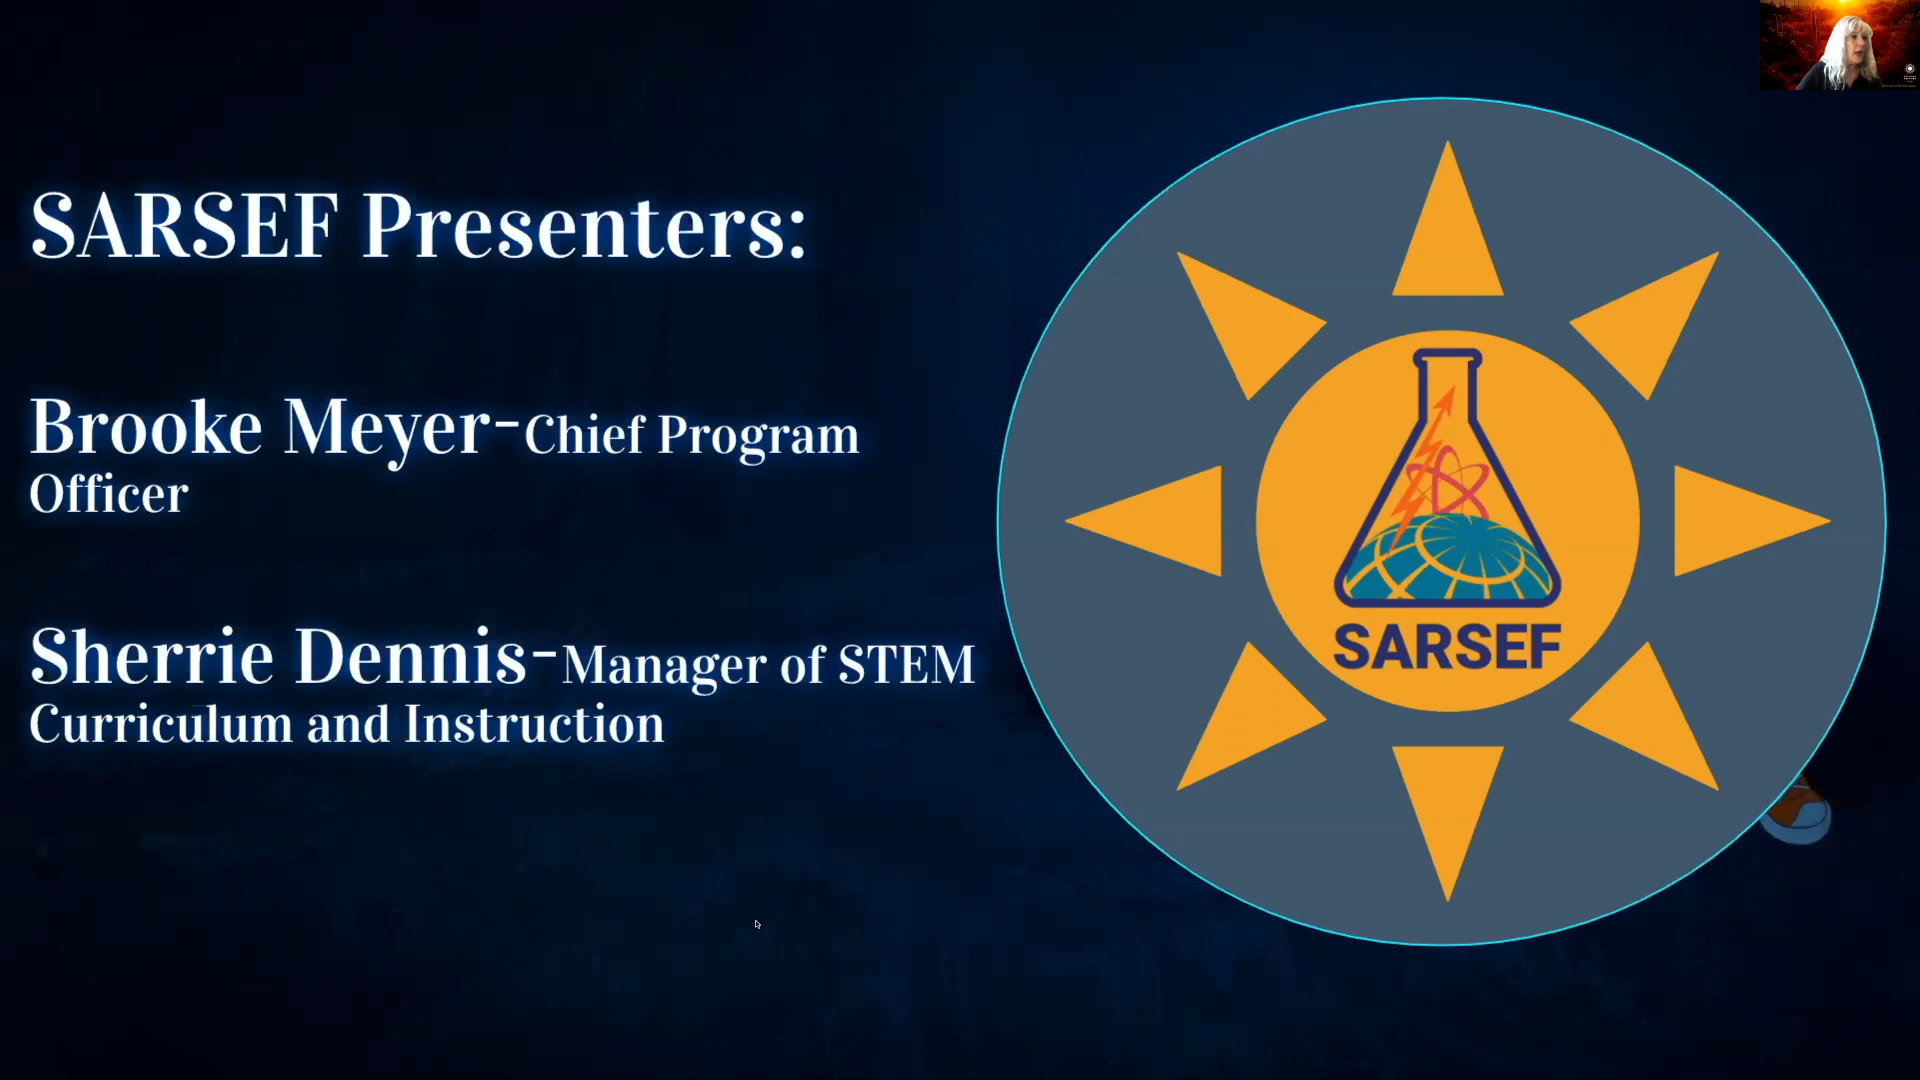 SARSEF Presenters:
Brooke Meyer-Chief Program
Officer
Sherrie Dennis-Manager of STEM
Curriculum and Instruction
SARSEF